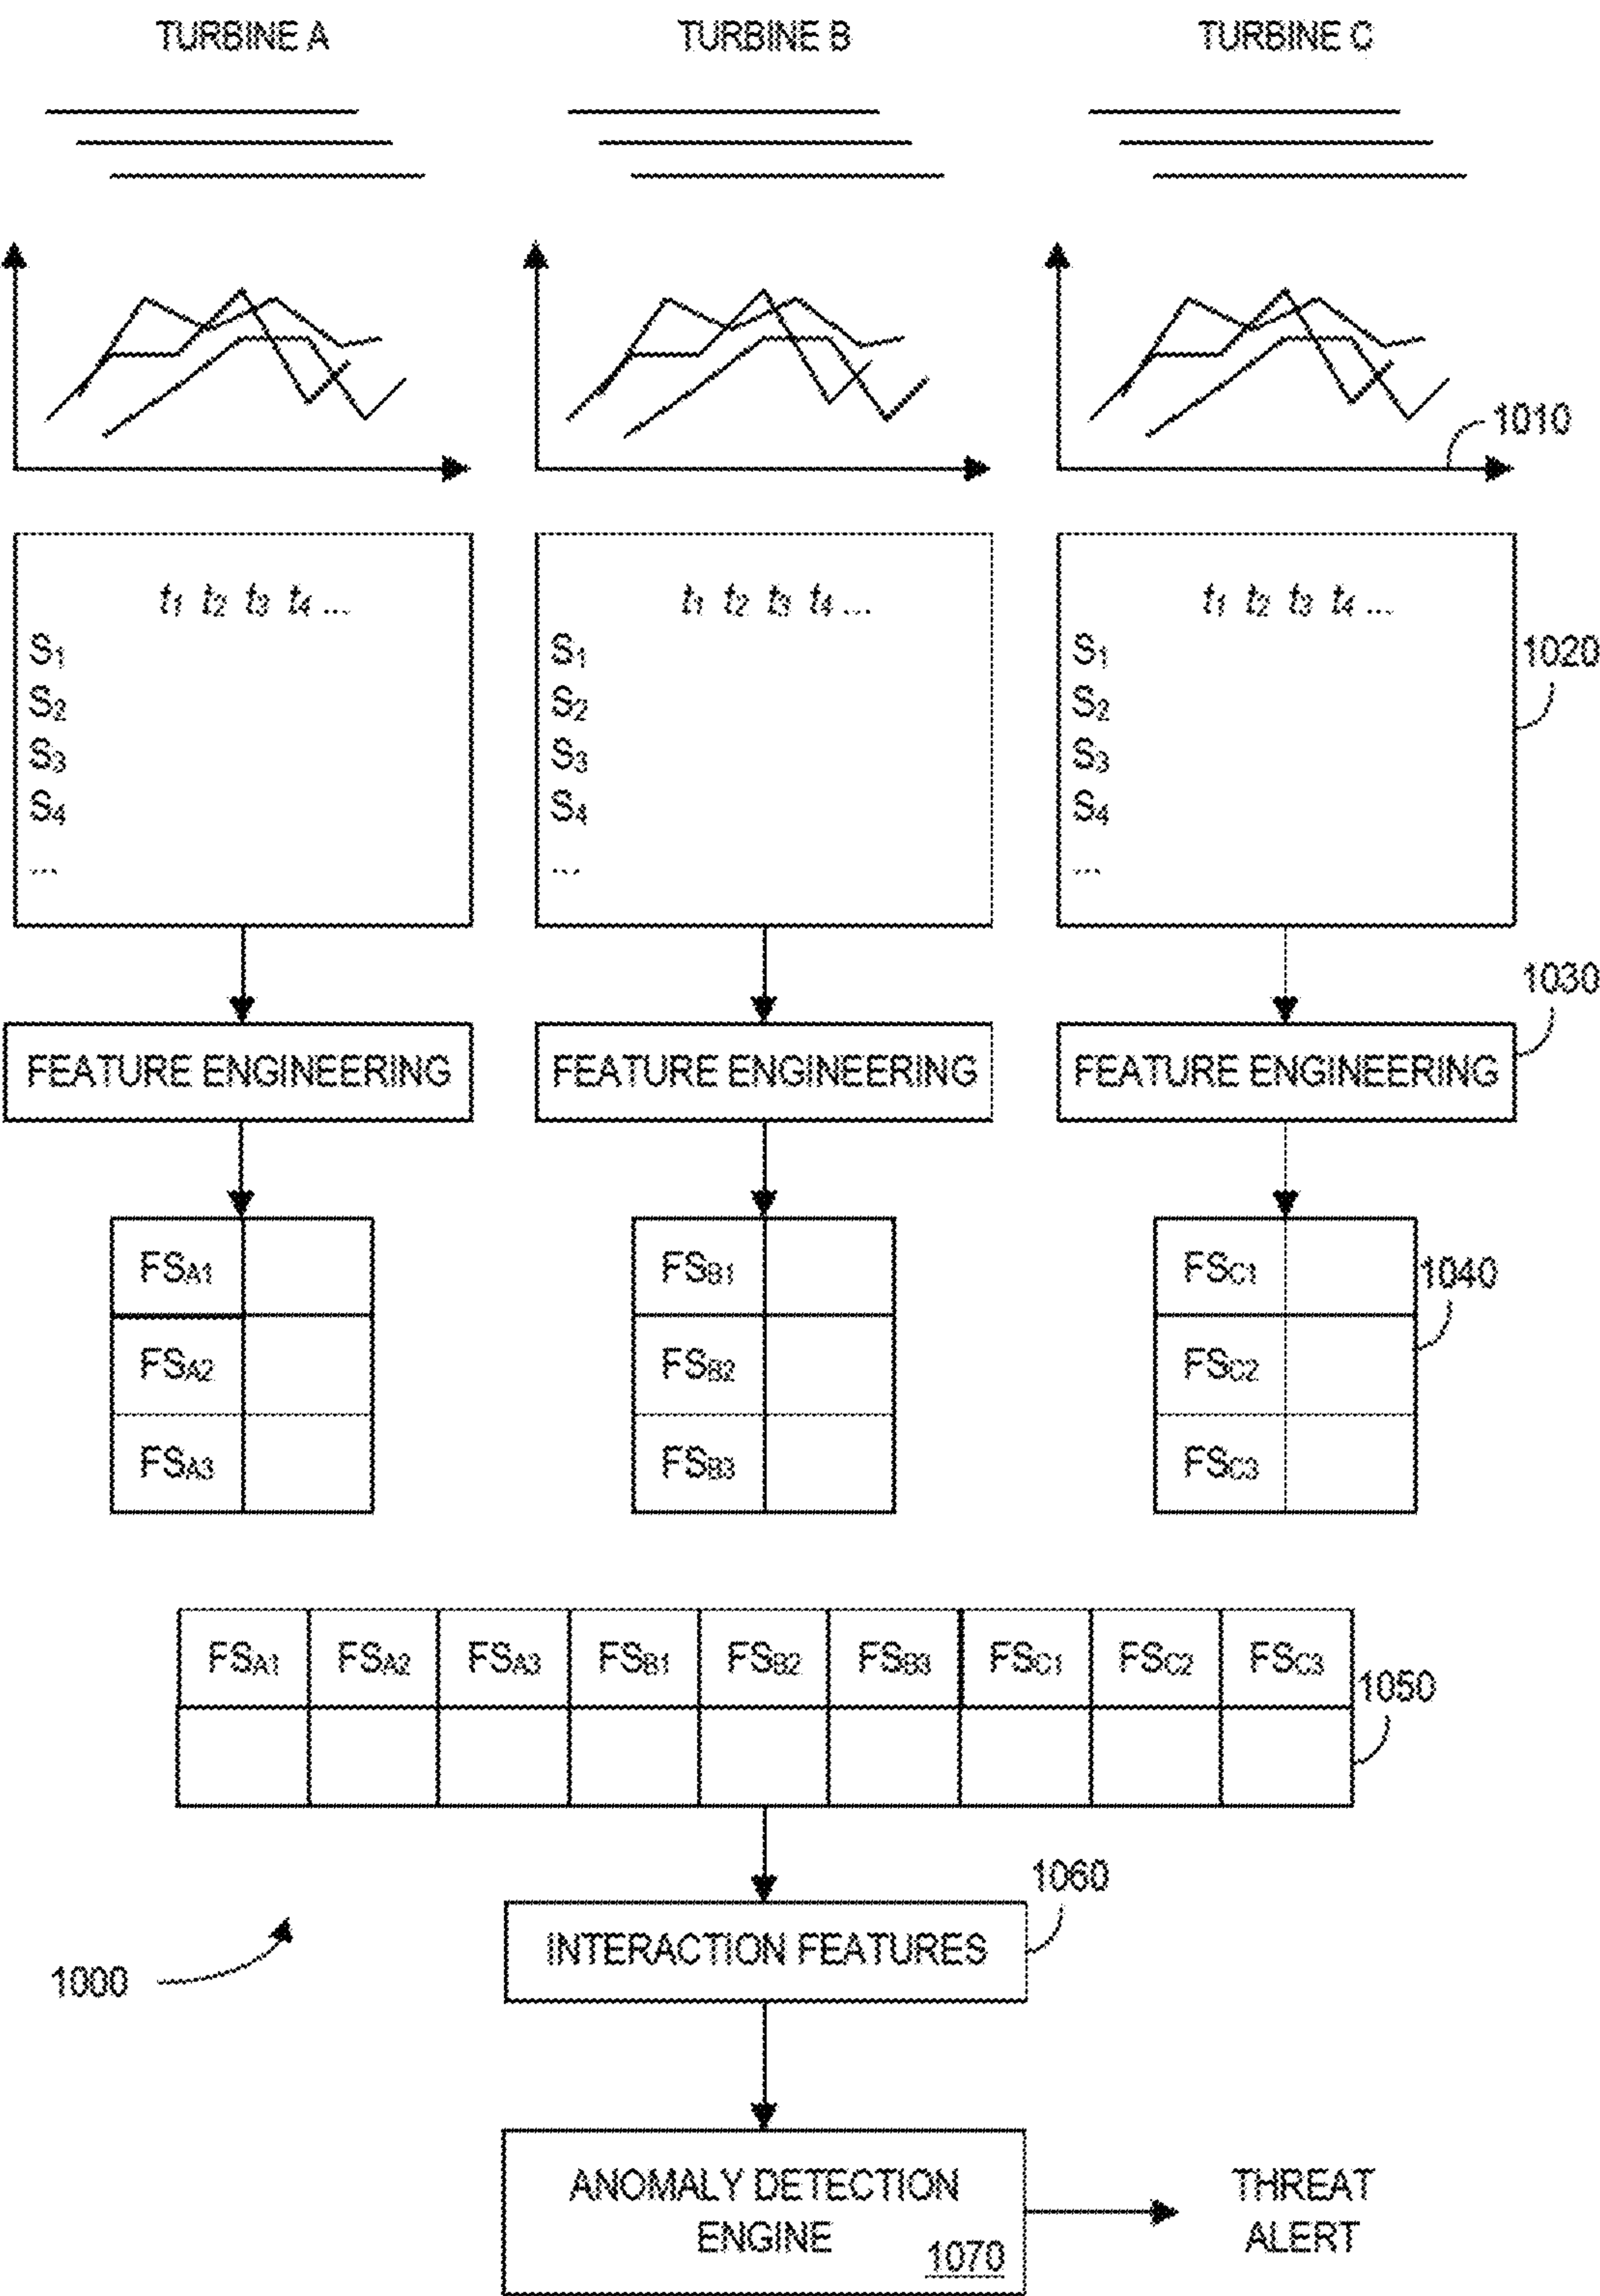 TURBINE A TURBINE B TURBINE C
1010
t1 t2 t3 t4 ... t1 t2 t3 t4 ... t1 t2 t3 t4 ...
S1 S1 S1 1020
S2 S2 S2
S3 S3 S3
S4 S4 S4
... ... ...
1030
FEATURE ENGINEERING FEATURE ENGINEERING FEATURE ENGINEERING
FSA1 FSB1 FSC1 1040
FSA2 FSB2 FSC2
FSA3 FSB3 FSC3
FSA1 FSA2 FSA3 FSB1 FSB2 FSB3 FSC1 FSC2 FSC3
1050
1060
INTERACTION FEATURES
1000
ANOMALY DETECTION THREAT
ENGINE 1070 ALERT